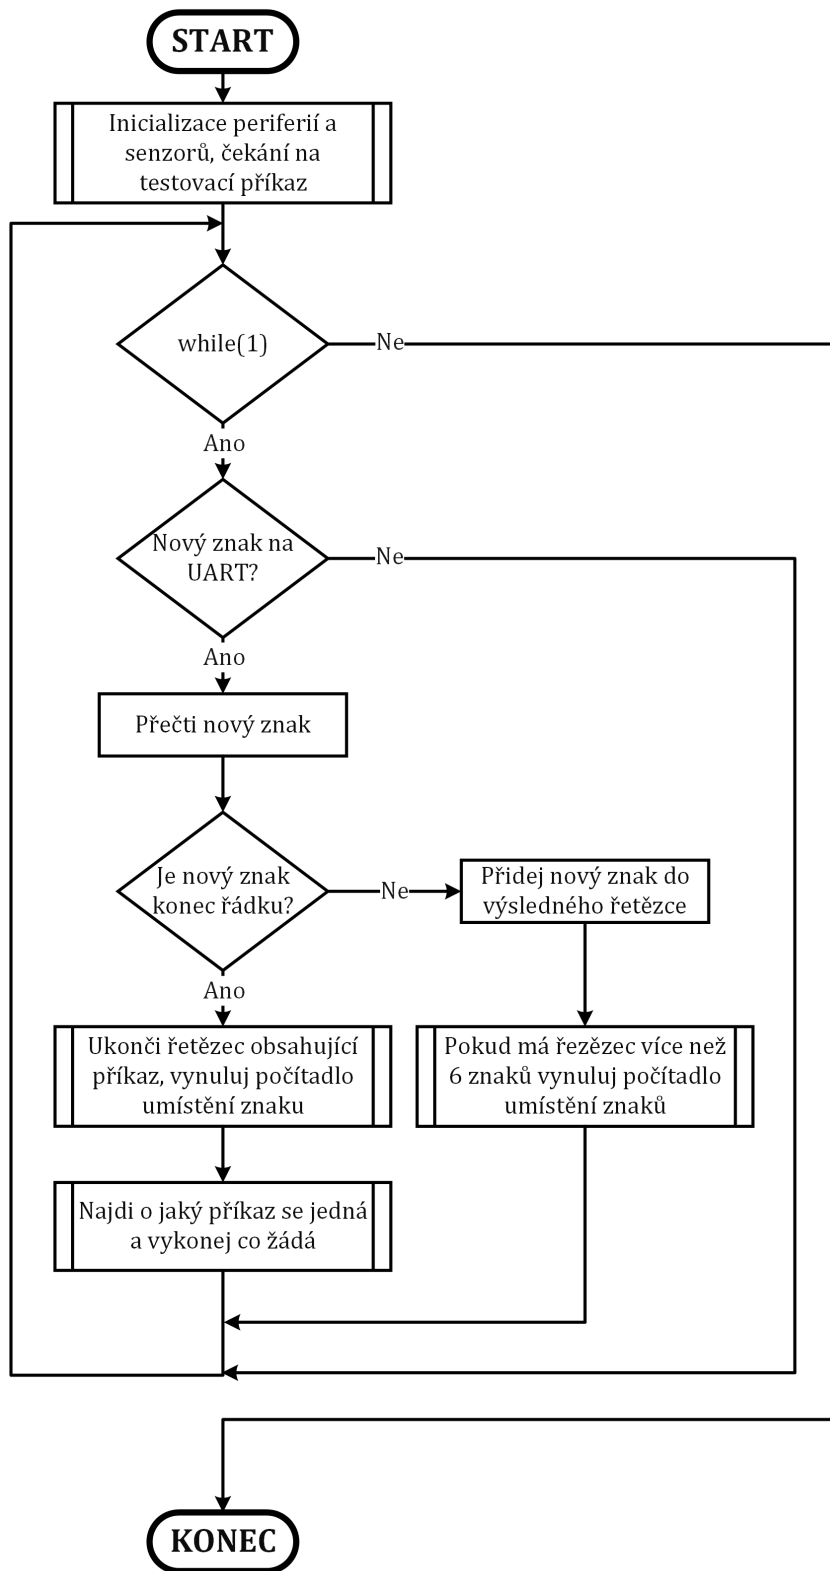 START
Inicializace periferií a
senzorů, čekání na
testovací příkaz
while(1)
Ne
Ano
Nový znak na
UART?
Ne
Ano
Přečti nový znak
Je nový znak
konec řádku?
Ne
Přidej nový znak do
výsledného řetězce
Ano
Ukonči řetězec obsahující
příkaz, vynuluj počítadlo
umístění znaku
Pokud má řezězec více než
6 znaků vynuluj počítadlo
umístění znaků
Najdi o jaký příkaz se jedná
a vykonej co žádá
KONEC